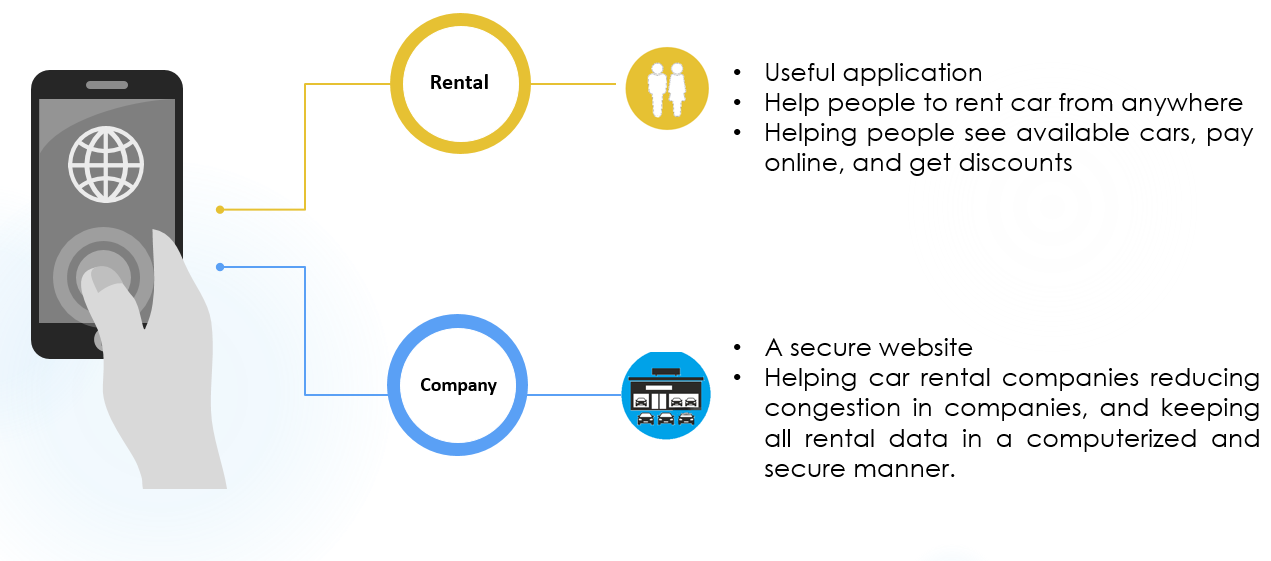 Rental
• Useful application
• Help people to rent car from anywhere
• Helping people see available cars, pay
online, and get discounts
Company
• A secure website
• Helping car rental companies reducing
congestion in companies, and keeping
all rental data in a computerized and
secure manner.